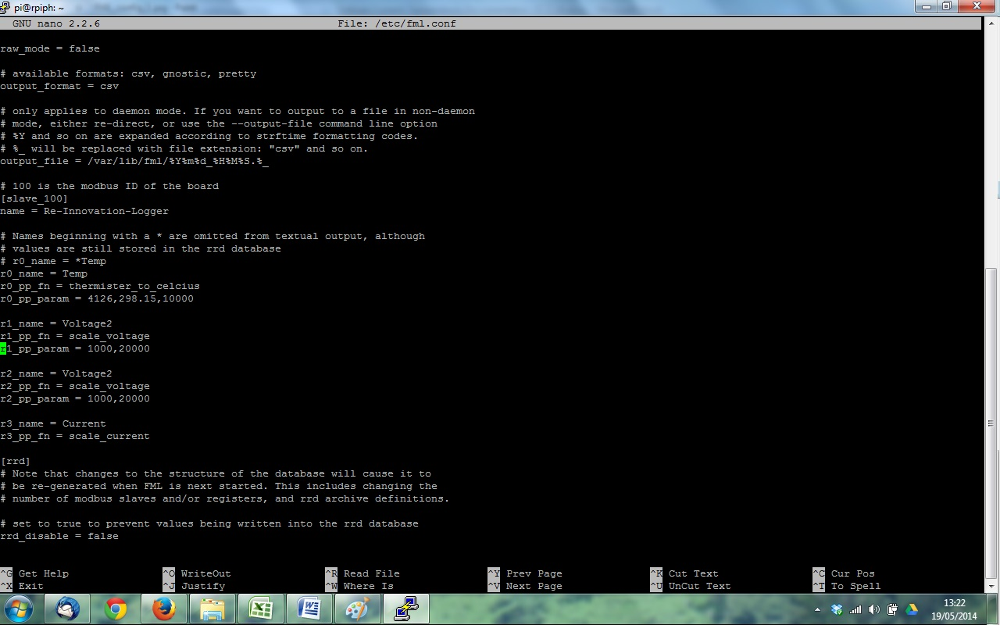 pi@rpiph: ~
GNU nano 2.2.6 File: /etc/fml.conf
raw_mode = false
# available formats: csv, gnostic, pretty
output_format = csv
# only applies to daemon mode. If you want to output to a file in non-daemon
# mode, either re-direct, or use the --output-file command line option
# %Y and so on are expanded according to strftime formatting codes.
# %_ will be replaced with file extension: "csv" and so on.
output_file = /var/lib/fml/%Y%m%d_%H%M%S.%_
# 100 is the modbus ID of the board
[slave_100]
name = Re-Innovation-Logger
# Names beginning with a * are omitted from textual output, although
# values are still stored in the rrd database
# r0_name = *Temp
r0_name = Temp
r0_pp_fn = thermister_to_celcius
r0_pp_param = 4126,298.15,10000
r1_name = Voltage2
r1_pp_fn = scale_voltage
r1_pp_param = 1000,20000
r2_name = Voltage2
r2_pp_fn = scale_voltage
r2_pp_param = 1000,20000
r3_name = Current
r3_pp_fn = scale_current
[rrd]
# Note that changes to the structure of the database will cause it to
# be re-generated when FML is next started. This includes changing the
# number of modbus slaves and/or registers, and rrd archive definitions.
# set to true to prevent values being written into the rrd database
rrd_disable = false
^G Get Help ^O WriteOut ^R Read File ^Y Prev Page ^K Cut Text ^C Cur Pos
^X Exit ^J Justify ^W Where Is ^V Next Page ^U UnCut Text ^T To Spell
13:22
19/05/2014